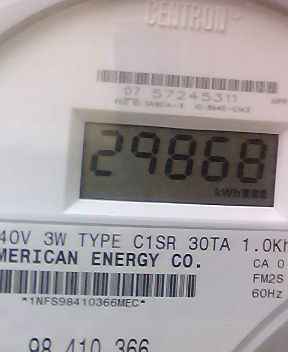 CENTRON
07 57245311
29868
kWh
40V 3W TYPE C1SR 30TA 1.0Kh
MERICAN ENERGY CO.
CA 0
FM2S
60Hz
*1NFS98410366MEC*
98 410 366